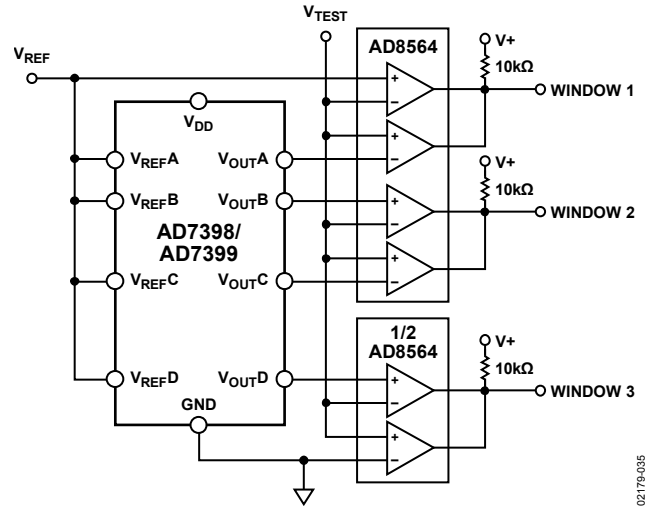 VTEST
VREF
AD8564
V+
10kΩ
WINDOW 1
VDD
VREFA
VOUTA
VREFB
VOUTB
AD7398/
AD7399
V+
10kΩ
WINDOW 2
VREFC
VOUTC
VREFD
VOUTD
GND
1/2
AD8564
V+
10kΩ
WINDOW 3
+
−
+
−
+
−
+
−
+
−
+
−
02179-035